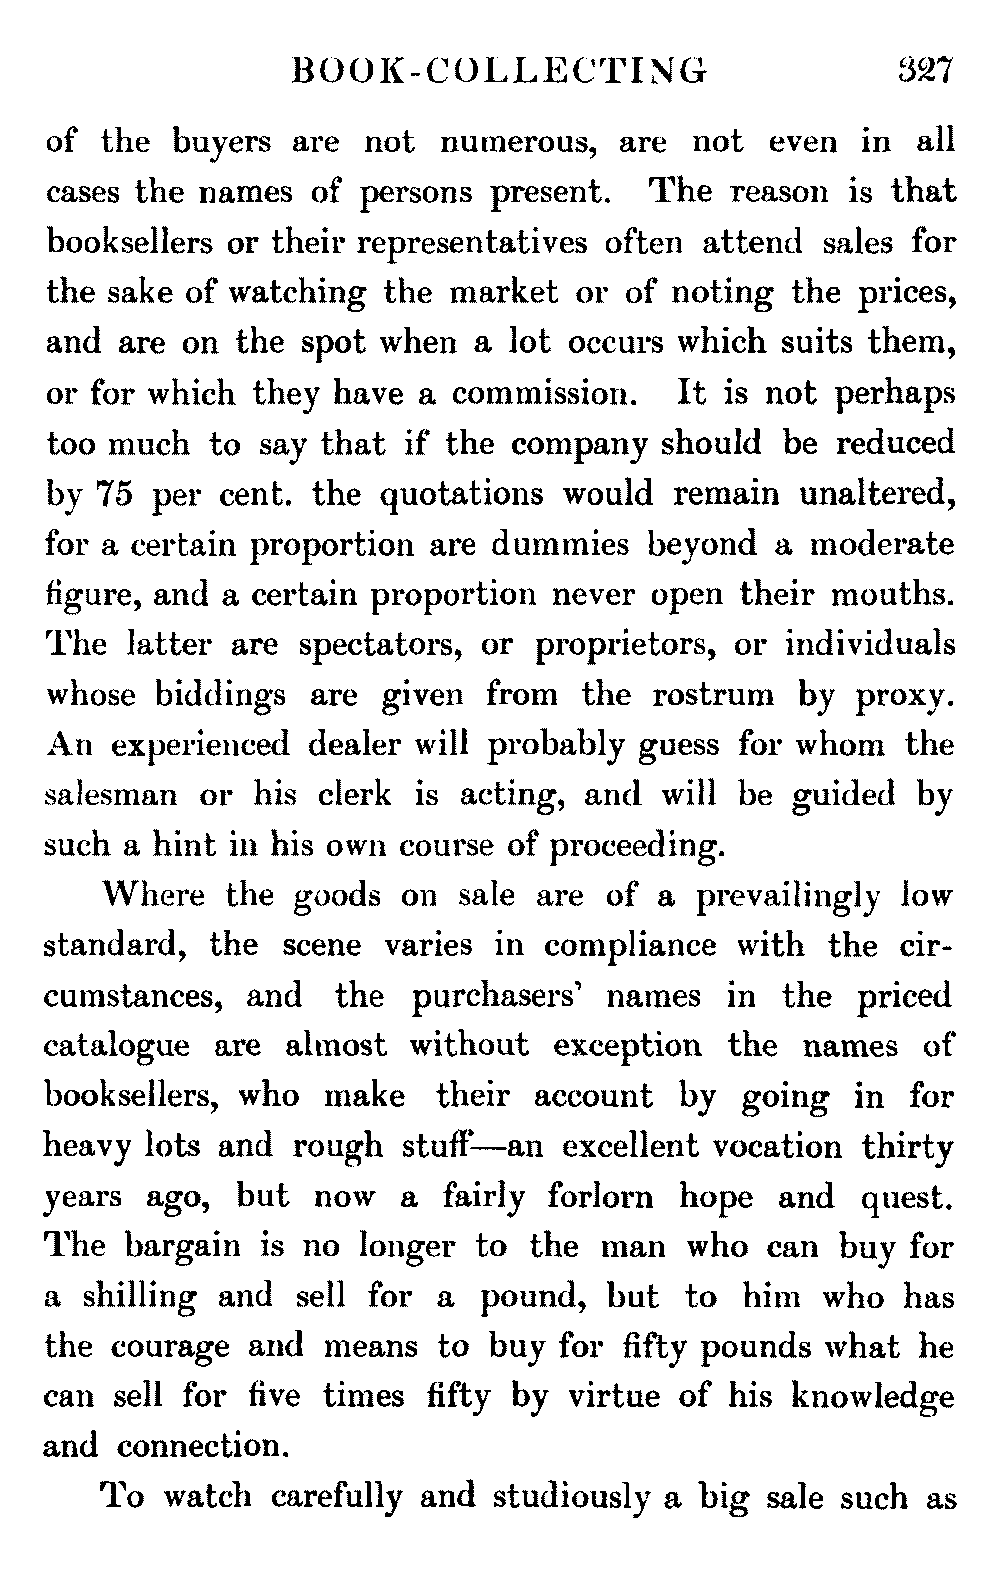 BOOK-COLLECTING 327
of the buyers are not numerous, are not even in all
cases the names of persons present. The reason is that
booksellers or their representatives often attend sales for
the sake of watching the market or of noting the prices,
and are on the spot when a lot occurs which suits them,
or for which they have a commission. It is not perhaps
too much to say that if the company should be reduced
by 75 per cent. the quotations would remain unaltered,
for a certain proportion are dummies beyond a moderate
figure, and a certain proportion never open their mouths.
The latter are spectators, or proprietors, or individuals
whose biddings are given from the rostrum by proxy.
An experienced dealer will probably guess for whom the
salesman or his clerk is acting, and will be guided by
such a hint in his own course of proceeding.
Where the goods on sale are of a prevailingly low
standard, the scene varies in compliance with the cir-
cumstances, and the purchasers' names in the priced
catalogue are almost without exception the names of
booksellers, who make their account by going in for
heavy lots and rough stuff—an excellent vocation thirty
years ago, but now a fairly forlorn hope and quest.
The bargain is no longer to the man who can buy for
a shilling and sell for a pound, but to him who has
the courage and means to buy for fifty pounds what he
can sell for five times fifty by virtue of his knowledge
and connection.
To watch carefully and studiously a big sale such as